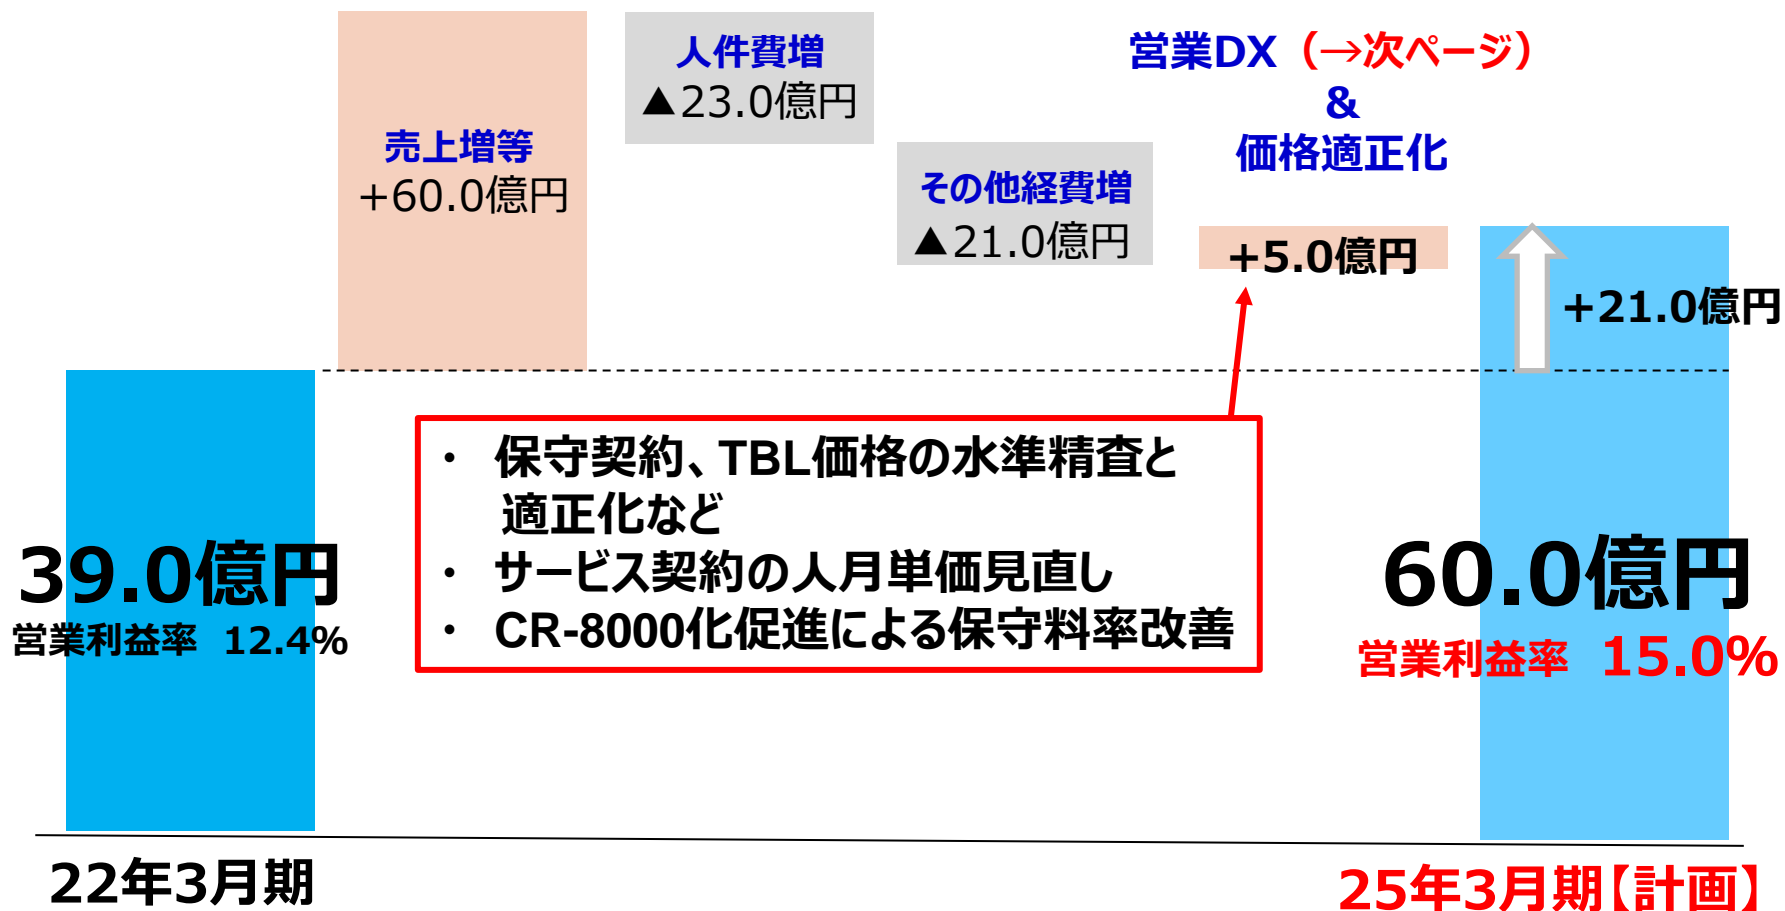 売上増等
+60.0億円
人件費増
▲23.0億円
その他経費増
▲21.0億円
営業DX（→次ページ）
&
価格適正化
+5.0億円
+21.0億円
・ 保守契約、TBL価格の水準精査と
適正化など
・ サービス契約の人月単価見直し
・ CR-8000化促進による保守料率改善
39.0億円
営業利益率 12.4%
60.0億円
営業利益率 15.0%
22年3月期
25年3月期【計画】